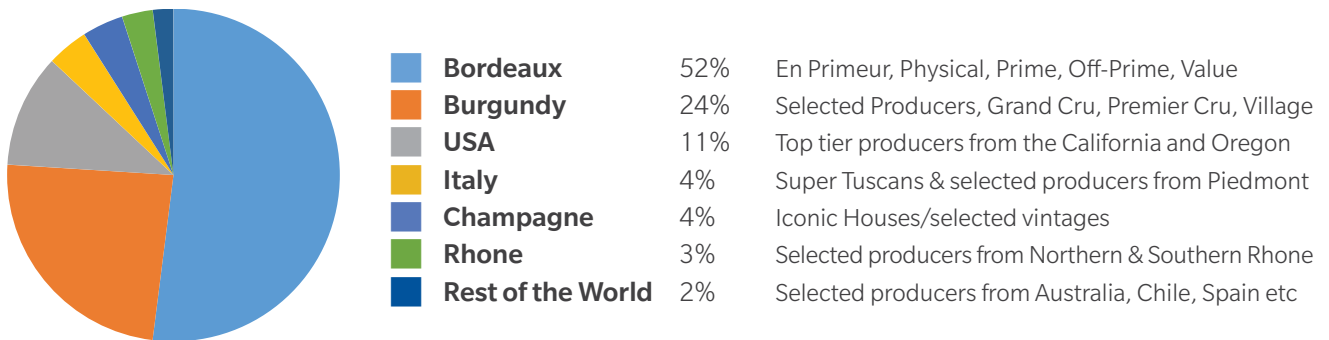 Bordeaux 52% En Primeur, Physical, Prime, Off-Prime, Value
Burgundy 24% Selected Producers, Grand Cru, Premier Cru, Village
USA 11% Top tier producers from the California and Oregon
Italy 4% Super Tuscans & selected producers from Piedmont
Champagne 4% Iconic Houses/selected vintages
Rhone 3% Selected producers from Northern & Southern Rhone
Rest of the World 2% Selected producers from Australia, Chile, Spain etc